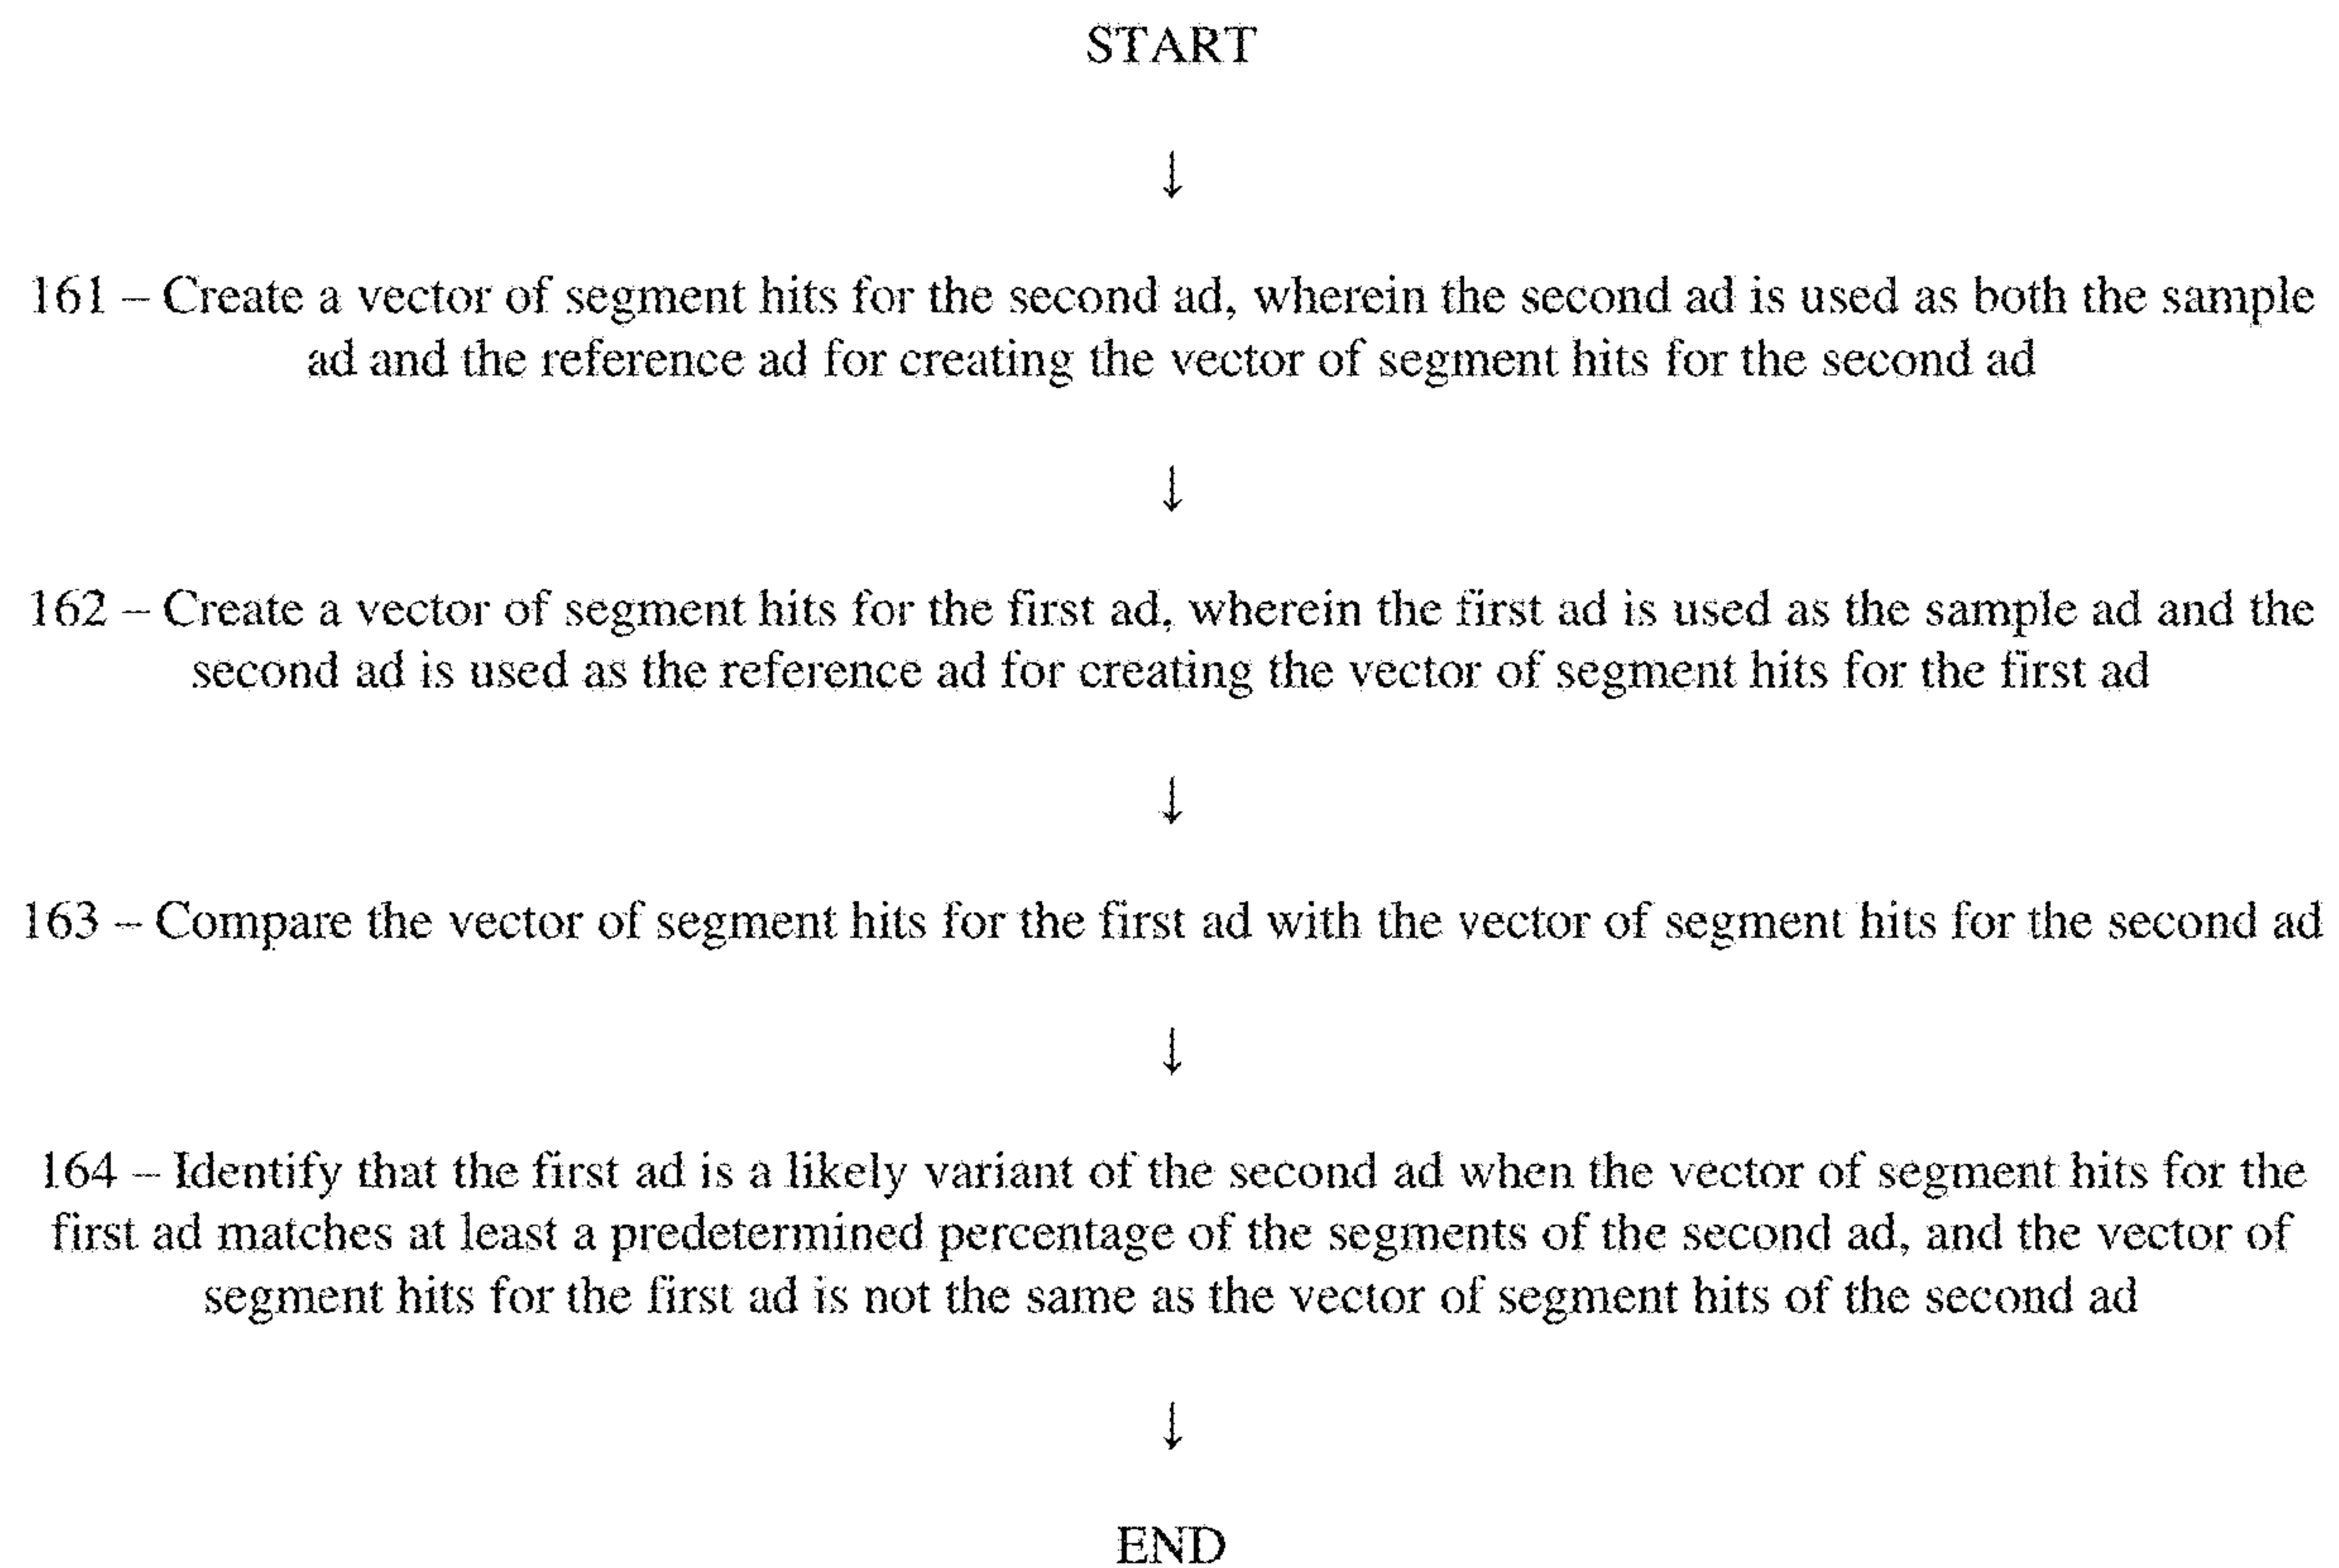 START
↓
161 – Create a vector of segment hits for the second ad, wherein the second ad is used as both the sample
ad and the reference ad for creating the vector of segment hits for the second ad
↓
162 – Create a vector of segment hits for the first ad, wherein the first ad is used as the sample ad and the
second ad is used as the reference ad for creating the vector of segment hits for the first ad
↓
163 – Compare the vector of segment hits for the first ad with the vector of segment hits for the second ad
↓
164 – Identify that the first ad is a likely variant of the second ad when the vector of segment hits for the
first ad matches at least a predetermined percentage of the segments of the second ad, and the vector of
segment hits for the first ad is not the same as the vector of segment hits of the second ad
↓
END